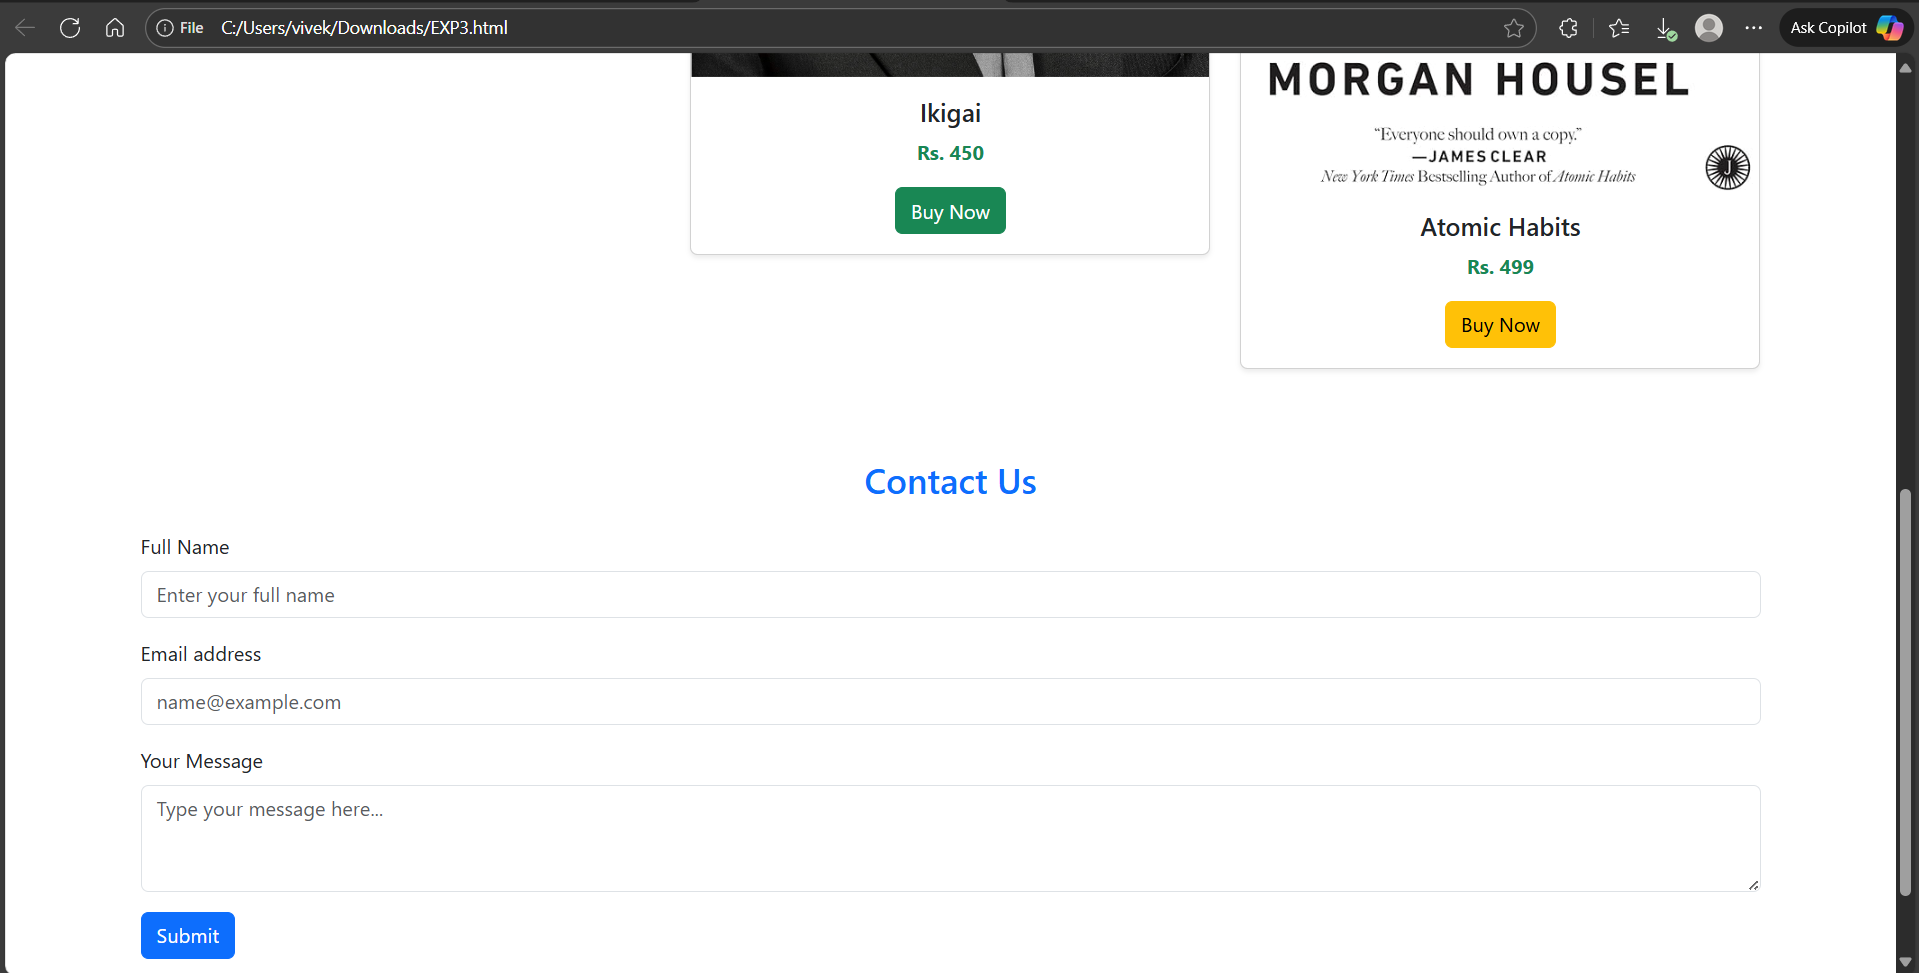 File C:/Users/vivek/Downloads/EXP3.html
Ask Copilot
Ikigai
Rs. 450
Buy Now
MORGAN HOUSEL
“Everyone should own a copy.”
—JAMES CLEAR
New York Times Bestselling Author of Atomic Habits
J
Atomic Habits
Rs. 499
Buy Now
Contact Us
Full Name
Enter your full name
Email address
name@example.com
Your Message
Type your message here...
Submit